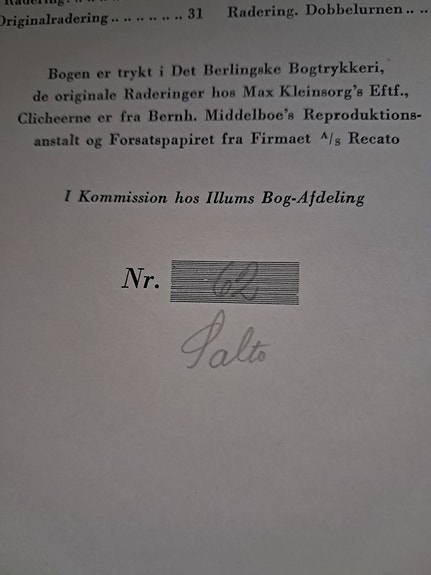 Originalradering . . . . . . . . 31 Radering. Dobbelurnen . . . .
Bogen er trykt i Det Berlingske Bogtrykkeri,
de originale Raderinger hos Max Kleinsorg's Eftf.,
Clicheerne er fra Bernh. Middelboe's Reproduktions-
anstalt og Forsatspapiret fra Firmaet A/S Recato
I Kommission hos Illums Bog-Afdeling
Nr. 62
Salto